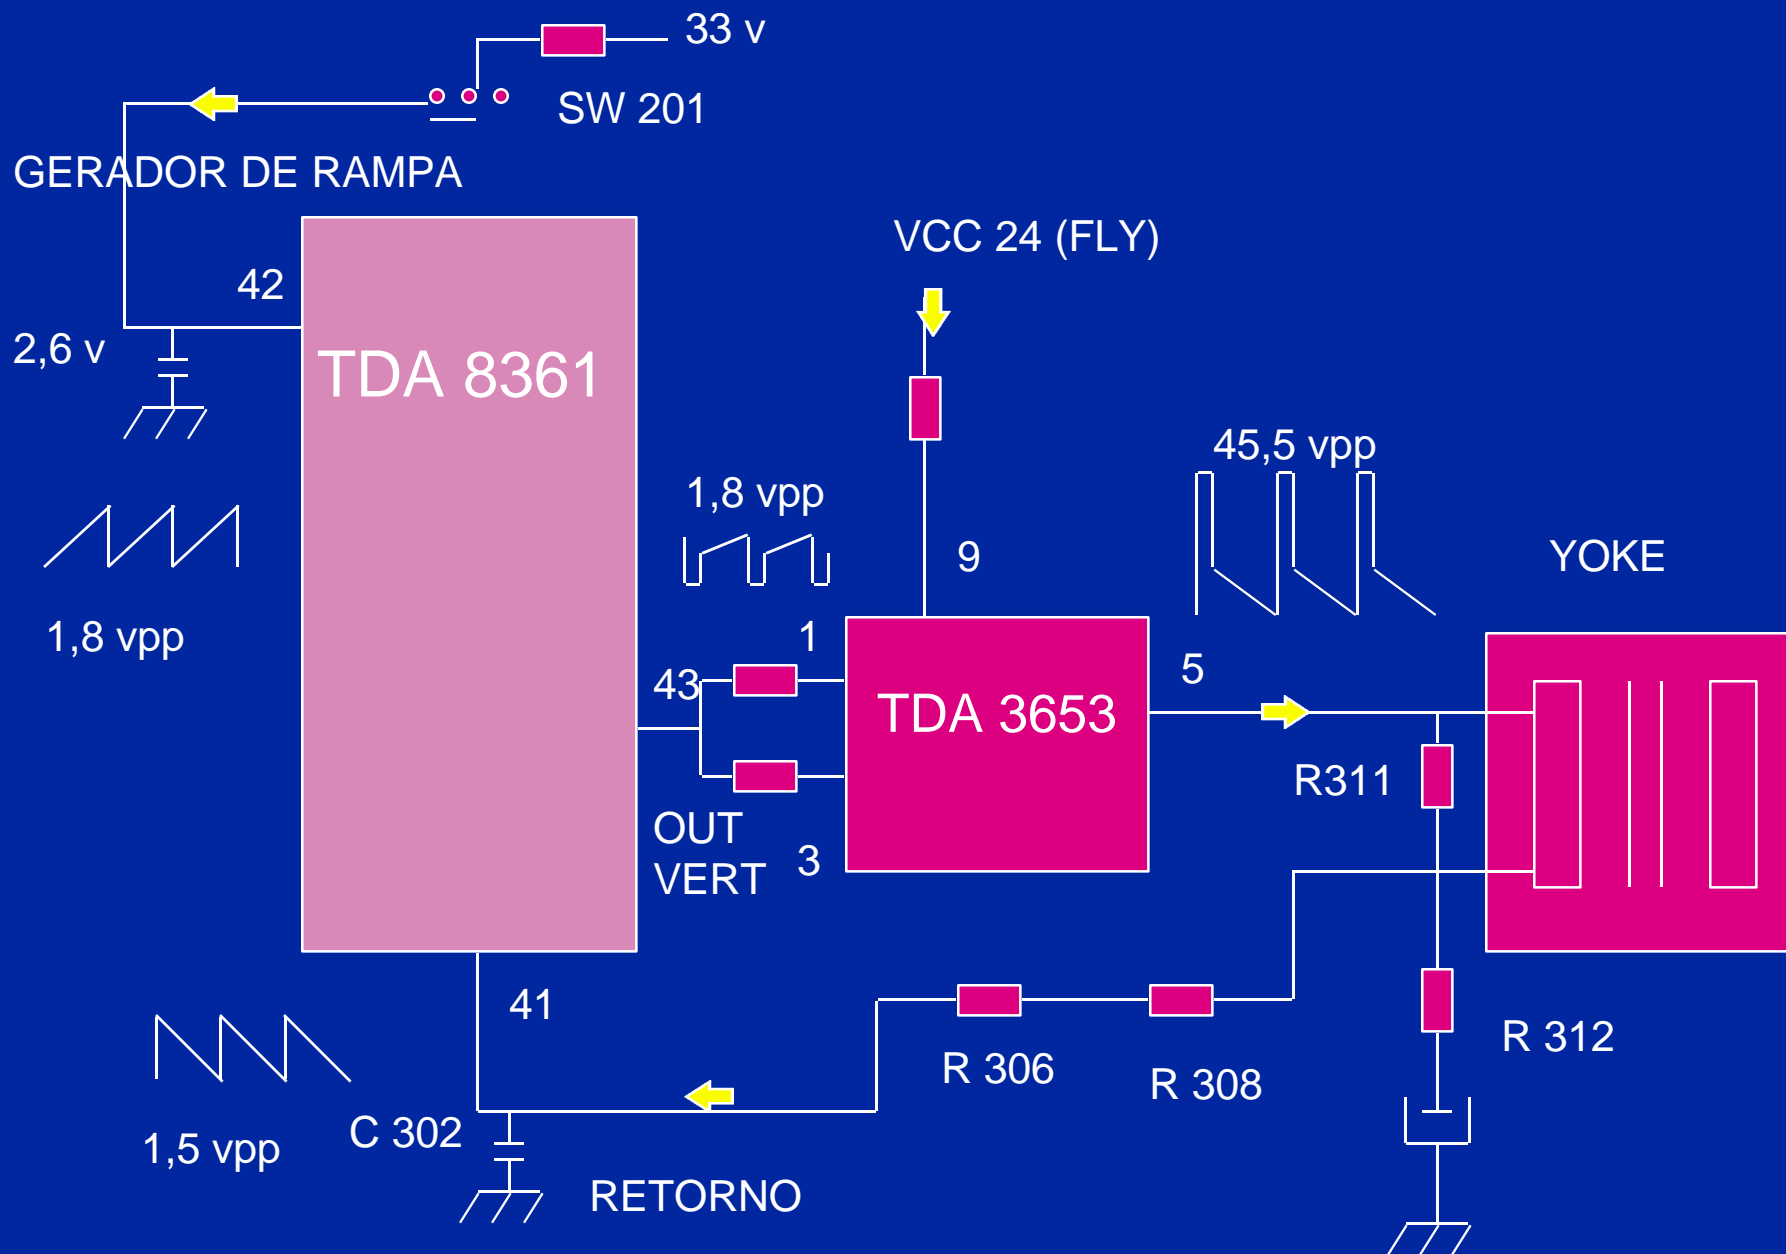 33 v
SW 201
GERADOR DE RAMPA
VCC 24 (FLY)
42
2,6 v
TDA 8361
45,5 vpp
1,8 vpp
9
YOKE
1,8 vpp
1
43
5
TDA 3653
R311
OUT
VERT
3
41
R 306
R 308
R 312
C 302
1,5 vpp
RETORNO